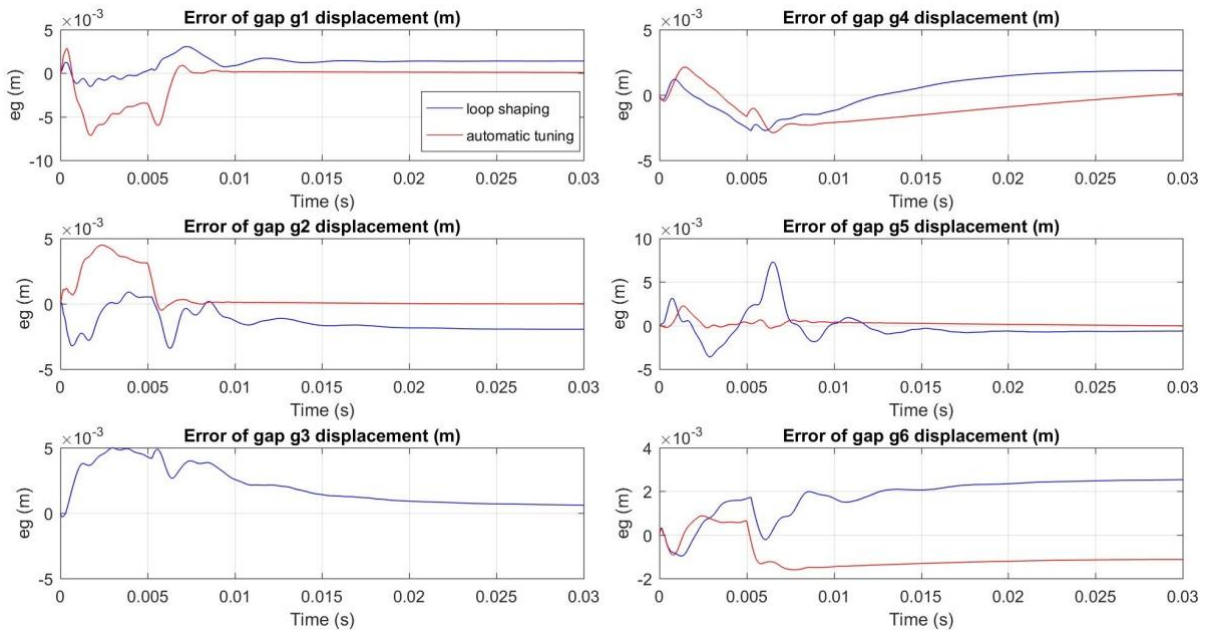 Error of gap g1 displacement (m)
×10⁻³
eg (m)
5
0
-5
-10
loop shaping
automatic tuning
0 0.005 0.01 0.015 0.02 0.025 0.03
Time (s)
Error of gap g2 displacement (m)
×10⁻³
eg (m)
5
0
-5
0 0.005 0.01 0.015 0.02 0.025 0.03
Time (s)
Error of gap g3 displacement (m)
×10⁻³
eg (m)
5
0
-5
0 0.005 0.01 0.015 0.02 0.025 0.03
Time (s)
Error of gap g4 displacement (m)
×10⁻³
eg (m)
5
0
-5
0 0.005 0.01 0.015 0.02 0.025 0.03
Time (s)
Error of gap g5 displacement (m)
×10⁻³
eg (m)
10
5
0
-5
0 0.005 0.01 0.015 0.02 0.025 0.03
Time (s)
Error of gap g6 displacement (m)
×10⁻³
eg (m)
4
2
0
-2
0 0.005 0.01 0.015 0.02 0.025 0.03
Time (s)